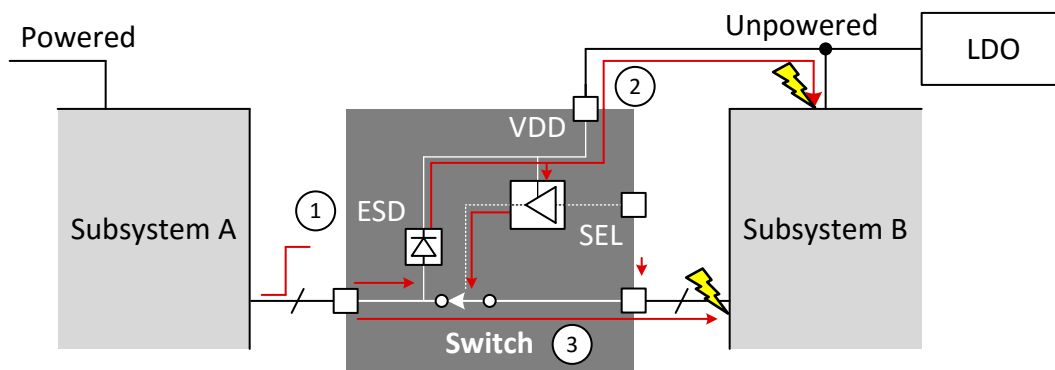 Powered
Unpowered
LDO
2
VDD
ESD
1
Subsystem A
SEL
Subsystem B
Switch
3